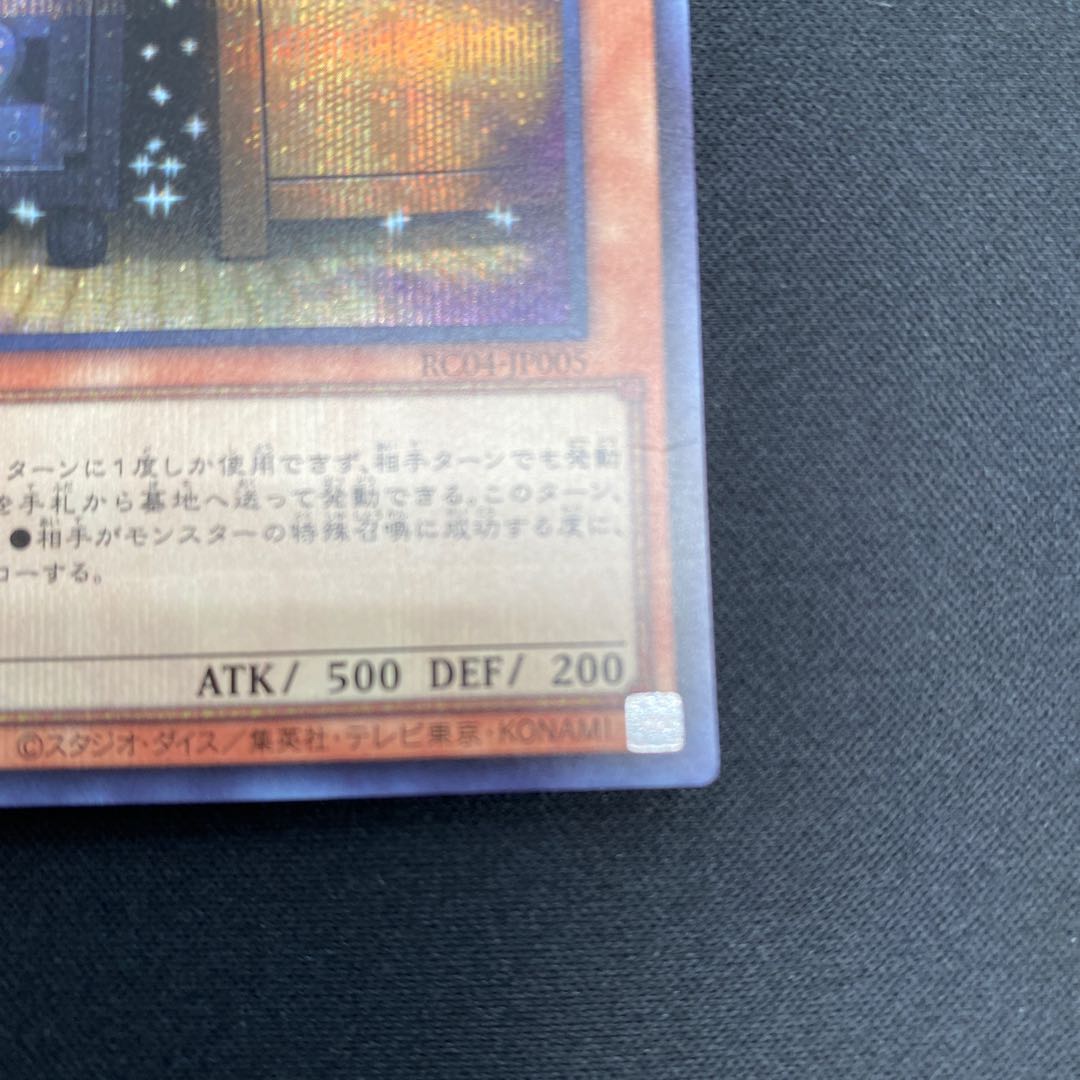 RC04-JP005
ターンに1度しか使用できず、相手ターンでも発動
を手札から墓地へ送って発動できる。このターン、
●相手がモンスターの特殊召喚に成功する度に、
ローする。
ATK/ 500 DEF/ 200
©スタジオ・ダイス／集英社・テレビ東京・KONAMI